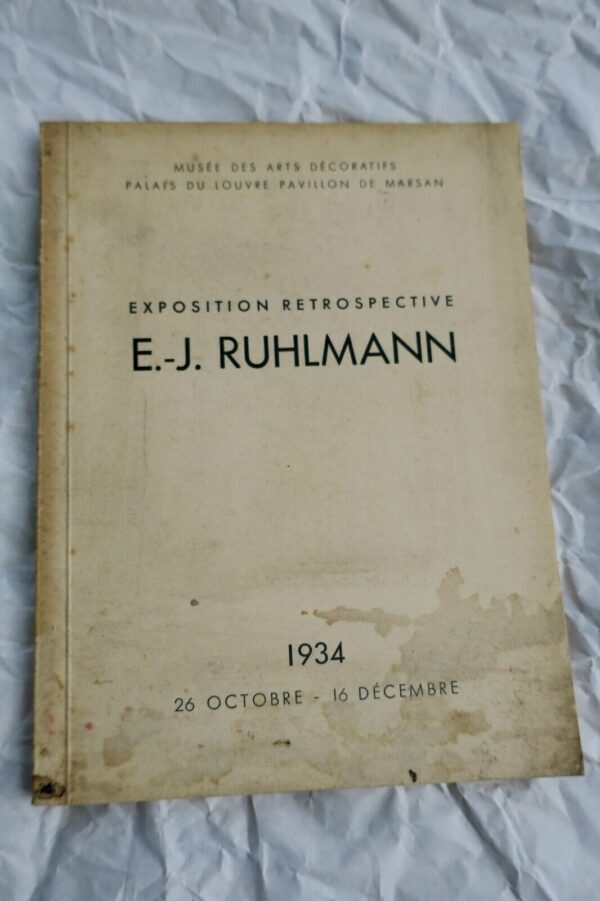 MUSÉE DES ARTS DÉCORATIFS
PALAIS DU LOUVRE PAVILLON DE MARSAN
EXPOSITION RETROSPECTIVE
E.-J. RUHLMANN
1934
26 OCTOBRE - 16 DÉCEMBRE